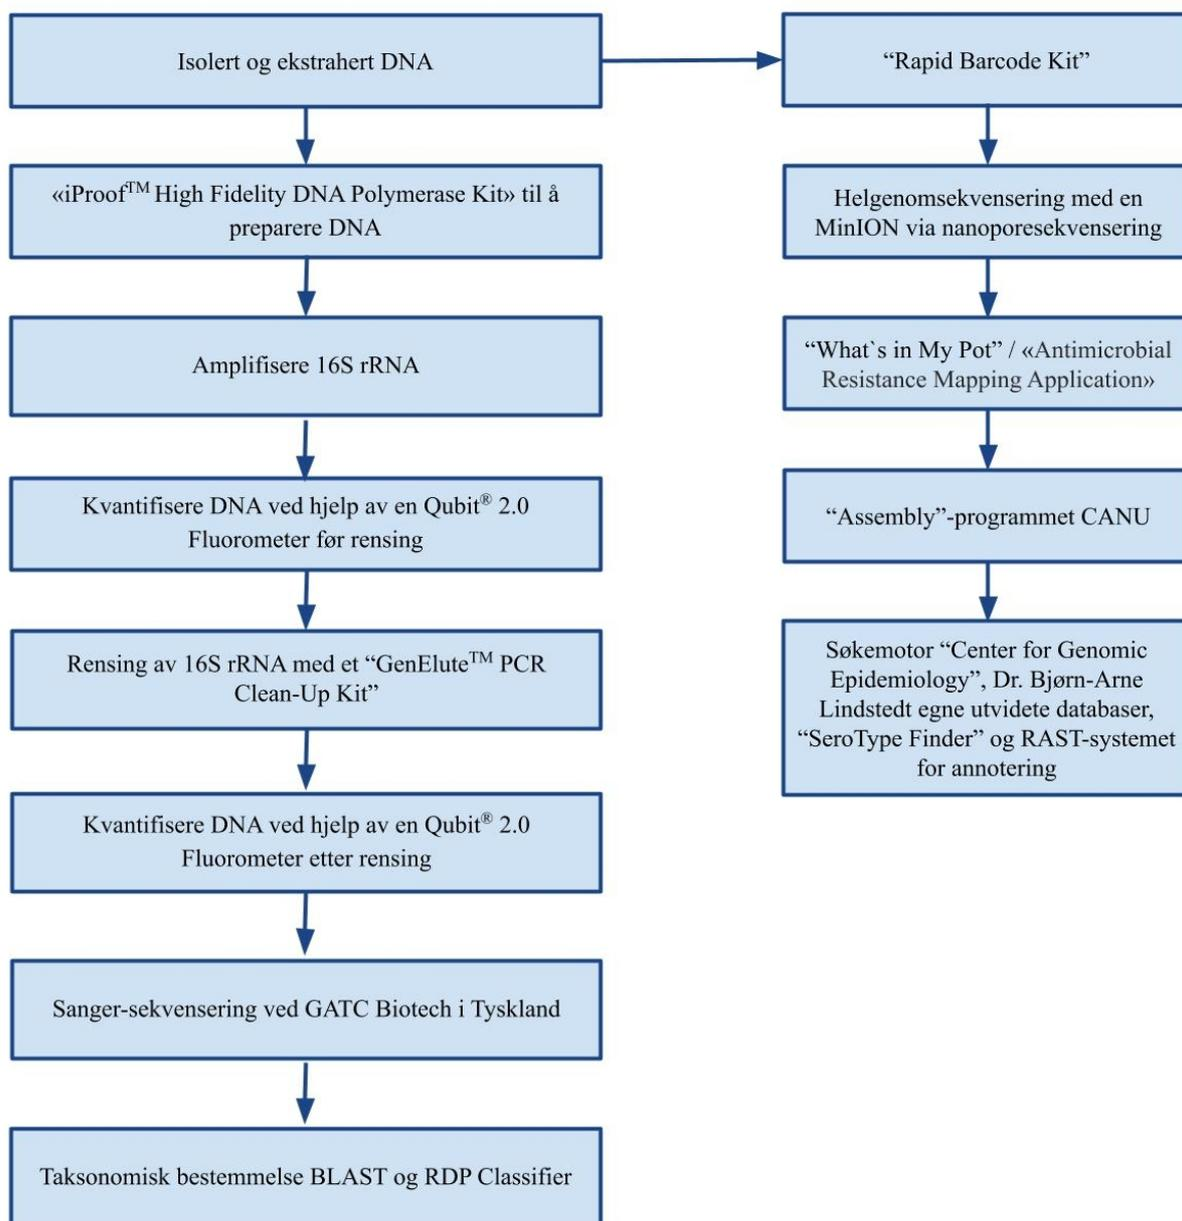 Isolert og ekstrahert DNA
«iProof™ High Fidelity DNA Polymerase Kit» til å
preparere DNA
Amplifisere 16S rRNA
Kvantifisere DNA ved hjelp av en Qubit® 2.0
Fluorometer før rensing
Rensing av 16S rRNA med et “GenElute™ PCR
Clean-Up Kit”
Kvantifisere DNA ved hjelp av en Qubit® 2.0
Fluorometer etter rensing
Sanger-sekvensering ved GATC Biotech i Tyskland
Taksonomisk bestemmelse BLAST og RDP Classifier
“Rapid Barcode Kit”
Helgenomsekvensering med en
MinION via nanoporesekvensering
“What`s in My Pot” / «Antimicrobial
Resistance Mapping Application»
“Assembly”-programmet CANU
Søkemotor “Center for Genomic
Epidemiology”, Dr. Bjørn-Arne
Lindstedt egne utvidete databaser,
“SeroType Finder” og RAST-systemet
for annotering